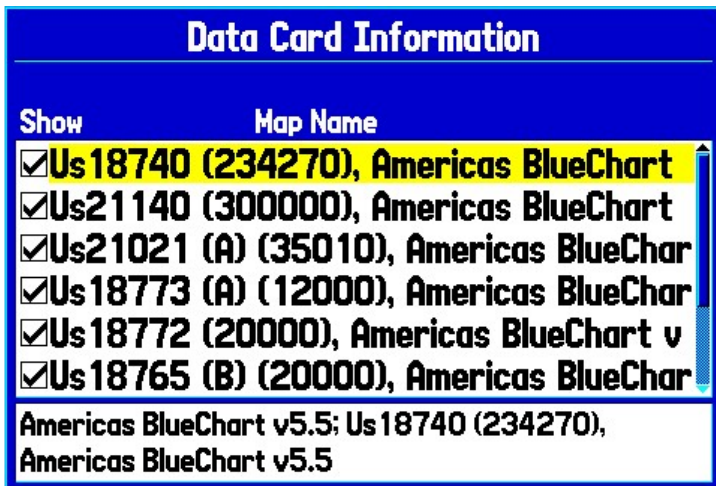 Data Card Information
Show Map Name
Us18740 (234270), Americas BlueChart
Us21140 (300000), Americas BlueChart
Us21021 (A) (35010), Americas BlueChar
Us18773 (A) (12000), Americas BlueChar
Us18772 (20000), Americas BlueChart v
Us18765 (B) (20000), Americas BlueChar
Americas BlueChart v5.5; Us18740 (234270),
Americas BlueChart v5.5